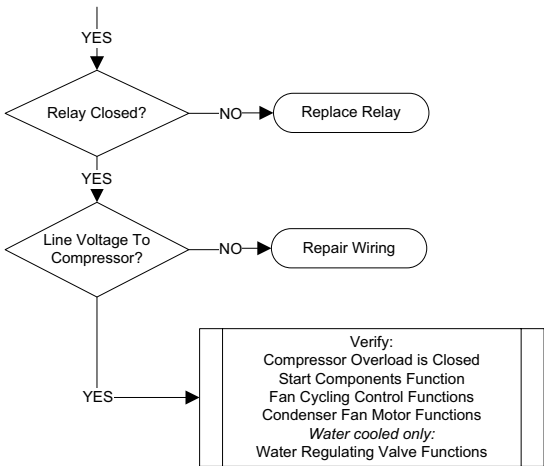 YES
Relay Closed?
NO
Replace Relay
YES
Line Voltage To
Compressor?
NO
Repair Wiring
YES
Verify:
Compressor Overload is Closed
Start Components Function
Fan Cycling Control Functions
Condenser Fan Motor Functions
Water cooled only:
Water Regulating Valve Functions